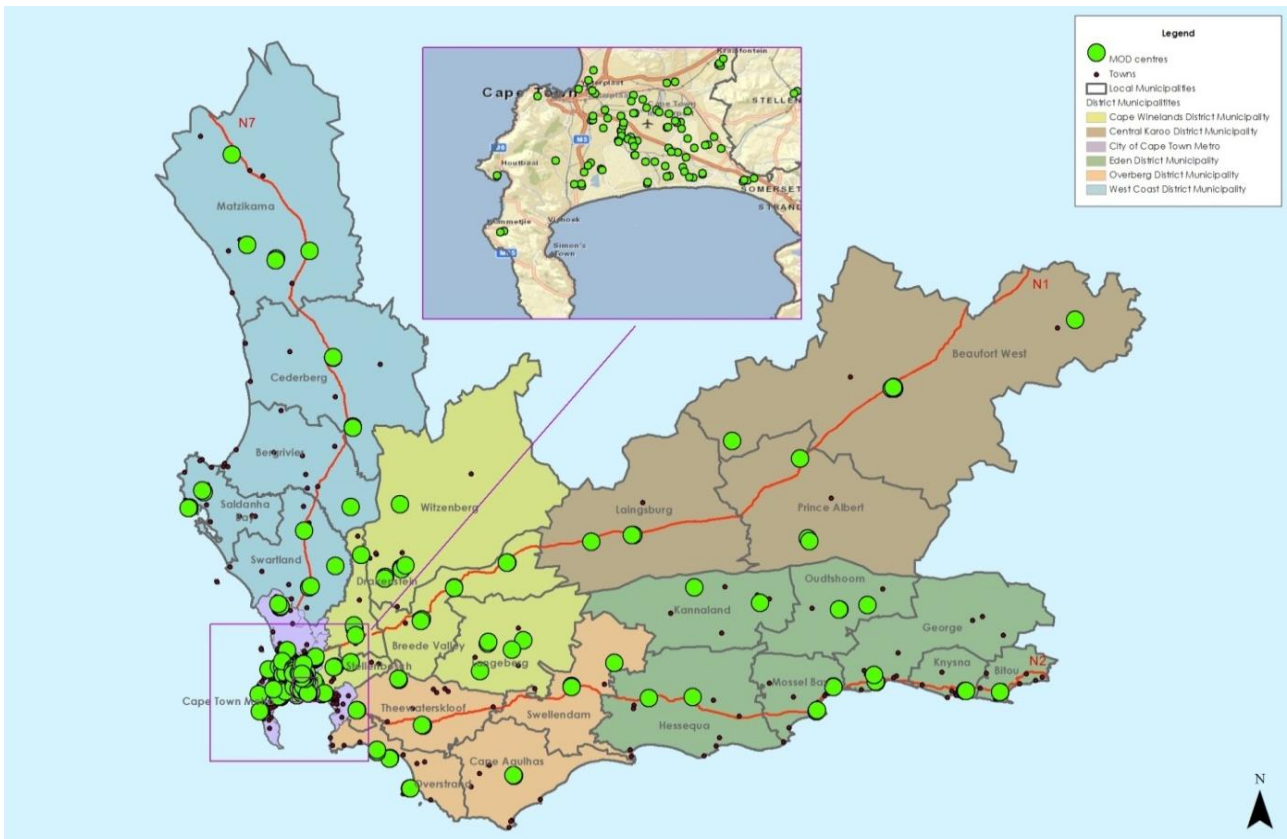 Legend
MOD centres
Towns
Local Municipalities
District Municipalitites
Cape Winelands District Municipality
Central Karoo District Municipality
City of Cape Town Metro
Eden District Municipality
Overberg District Municipality
West Coast District Municipality
Kraaifontein
Cape Town
STELLEN
M5
Houtbaai
SOMERSET
STRAND
Simon's
Town
N7
Matzikama
N1
Beaufort West
Cederberg
Bergrivier
Witzenberg
Saldanha
Bay
Laingsburg
Prince Albert
Swartland
Drakenstein
Oudtshoorn
Kannaland
George
Breede Valley
Langeberg
Stellenbosch
Knysna
Bitou
N2
Mossel Bay
Cape Town Metro
Theewaterskloof
Swellendam
Hessequa
Cape Agulhas
Overstrand
N